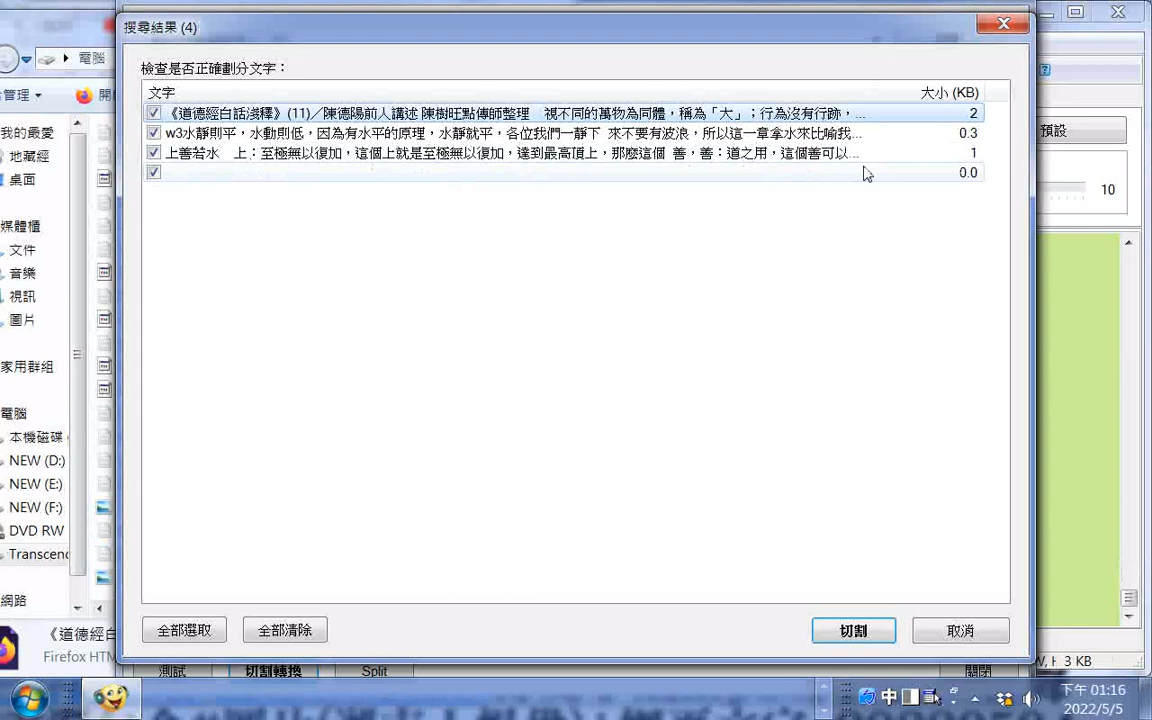 搜尋結果 (4)
電腦
管理
開
檢查是否正確劃分文字：
文字
大小 (KB)
《道德經白話淺釋》(11)／陳德陽前人講述 陳樹旺點傳師整理　視不同的萬物為同體，稱為「大」；行為沒有行跡，...
2
w3水靜則平，水動則低，因為有水平的原理，水靜就平，各位我們一靜下 來不要有波浪，所以這一章拿水來比喻我...
0.3
上善若水　上：至極無以復加，這個上就是至極無以復加，達到最高頂上，那麼這個 善，善：道之用，這個善可以...
1
0.0
預設
10
我的最愛
地藏經
桌面
媒體櫃
文件
音樂
視訊
圖片
家用群組
電腦
本機磁碟
NEW (D:)
NEW (E:)
NEW (F:)
DVD RW
Transcend
網路
全部選取
全部清除
切割
取消
《道德經白
Firefox HTM
測試
切割轉換
Split
關閉
3 KB
中
下午 01:16
2022/5/5